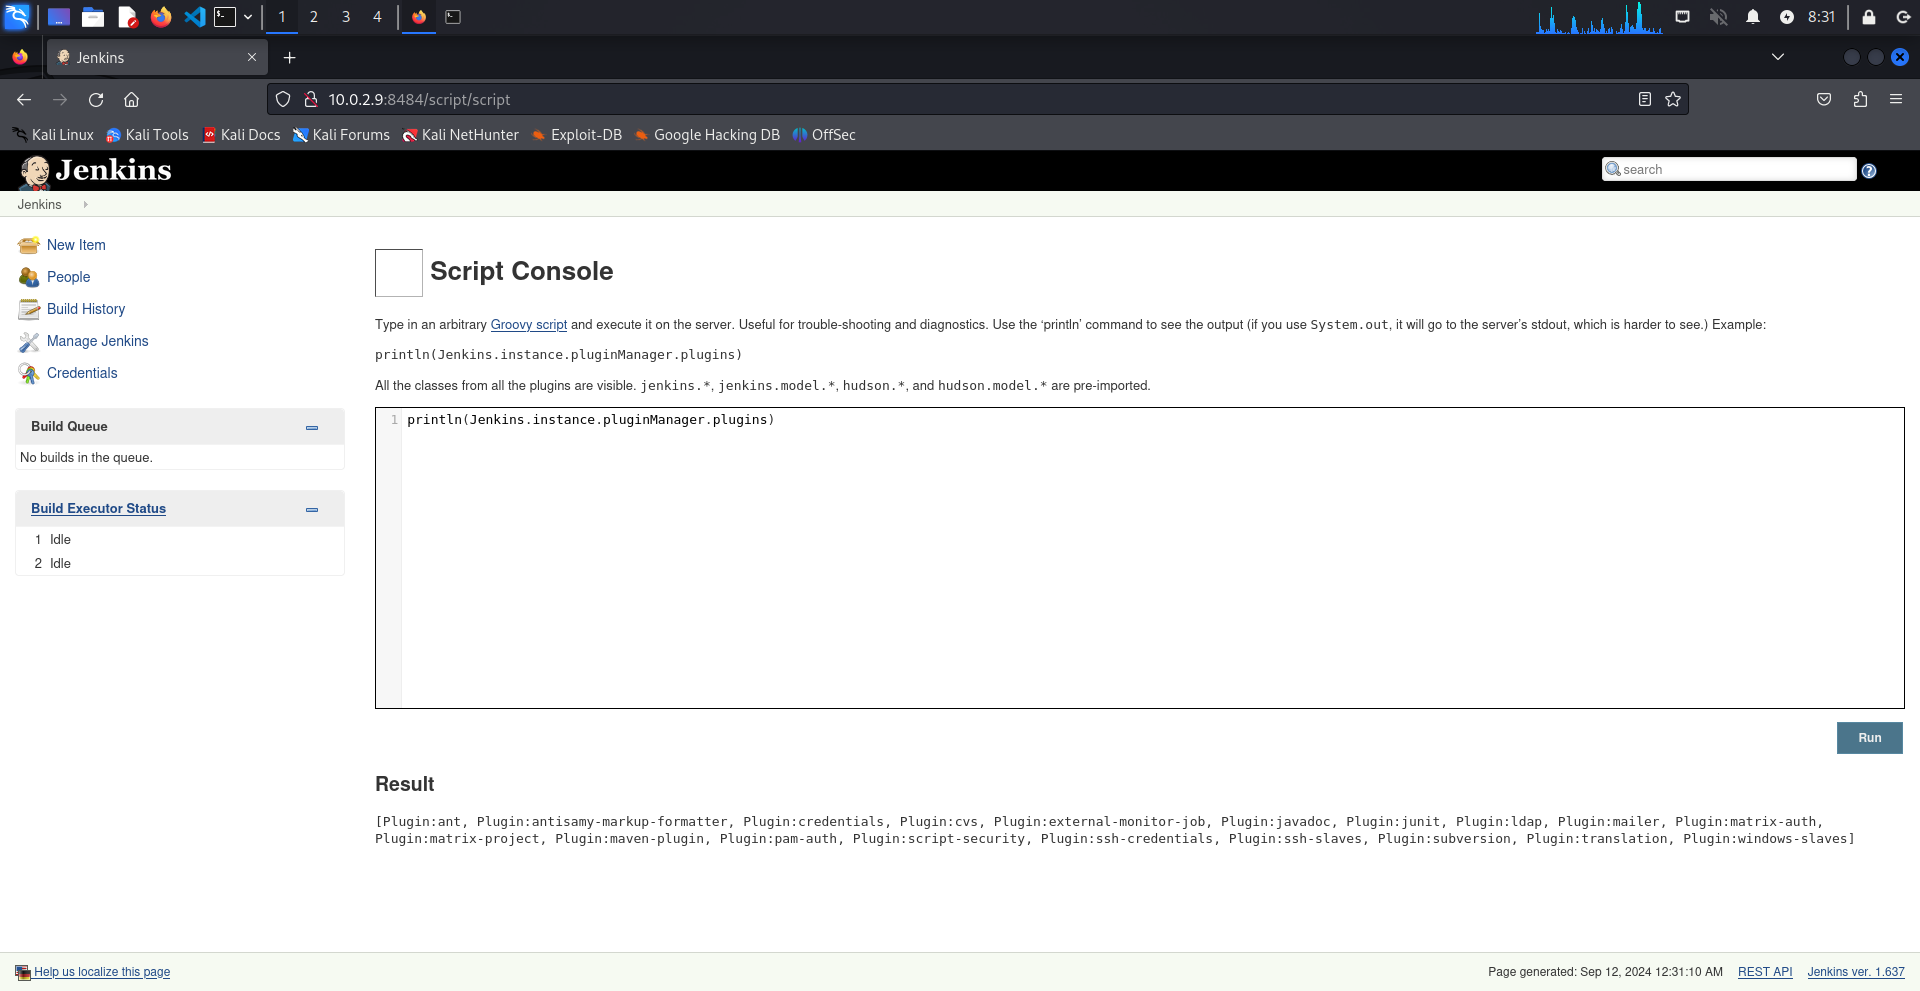 1 2 3 4
8:31
Jenkins
10.0.2.9:8484/script/script
Kali Linux Kali Tools Kali Docs Kali Forums Kali NetHunter Exploit-DB Google Hacking DB OffSec
Jenkins
search
Jenkins
New Item
People
Build History
Manage Jenkins
Credentials
Build Queue
No builds in the queue.
Build Executor Status
1 Idle
2 Idle
Script Console
Type in an arbitrary Groovy script and execute it on the server. Useful for trouble-shooting and diagnostics. Use the ‘println’ command to see the output (if you use System.out, it will go to the server’s stdout, which is harder to see.) Example:
println(Jenkins.instance.pluginManager.plugins)
All the classes from all the plugins are visible. jenkins.*, jenkins.model.*, hudson.*, and hudson.model.* are pre-imported.
1 println(Jenkins.instance.pluginManager.plugins)
Run
Result
[Plugin:ant, Plugin:antisamy-markup-formatter, Plugin:credentials, Plugin:cvs, Plugin:external-monitor-job, Plugin:javadoc, Plugin:junit, Plugin:ldap, Plugin:mailer, Plugin:matrix-auth,
Plugin:matrix-project, Plugin:maven-plugin, Plugin:pam-auth, Plugin:script-security, Plugin:ssh-credentials, Plugin:ssh-slaves, Plugin:subversion, Plugin:translation, Plugin:windows-slaves]
Help us localize this page
Page generated: Sep 12, 2024 12:31:10 AM REST API Jenkins ver. 1.637